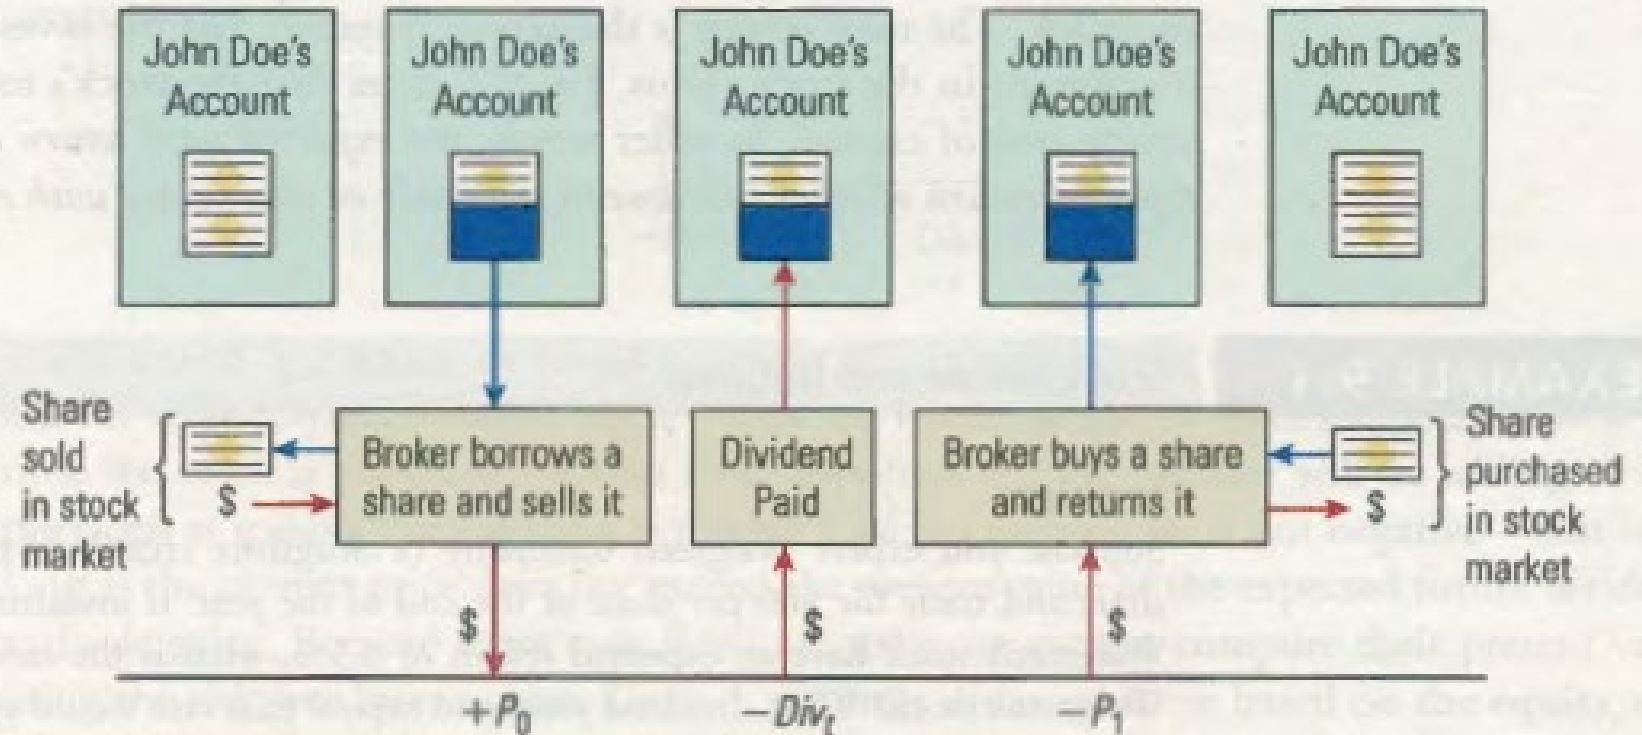 John Doe's
Account
John Doe's
Account
John Doe's
Account
John Doe's
Account
John Doe's
Account
Share
sold
in stock
market
$
Broker borrows a
share and sells it
Dividend
Paid
Broker buys a share
and returns it
$
Share
purchased
in stock
market
$
$
$
+P₀
−Divₜ
−P₁